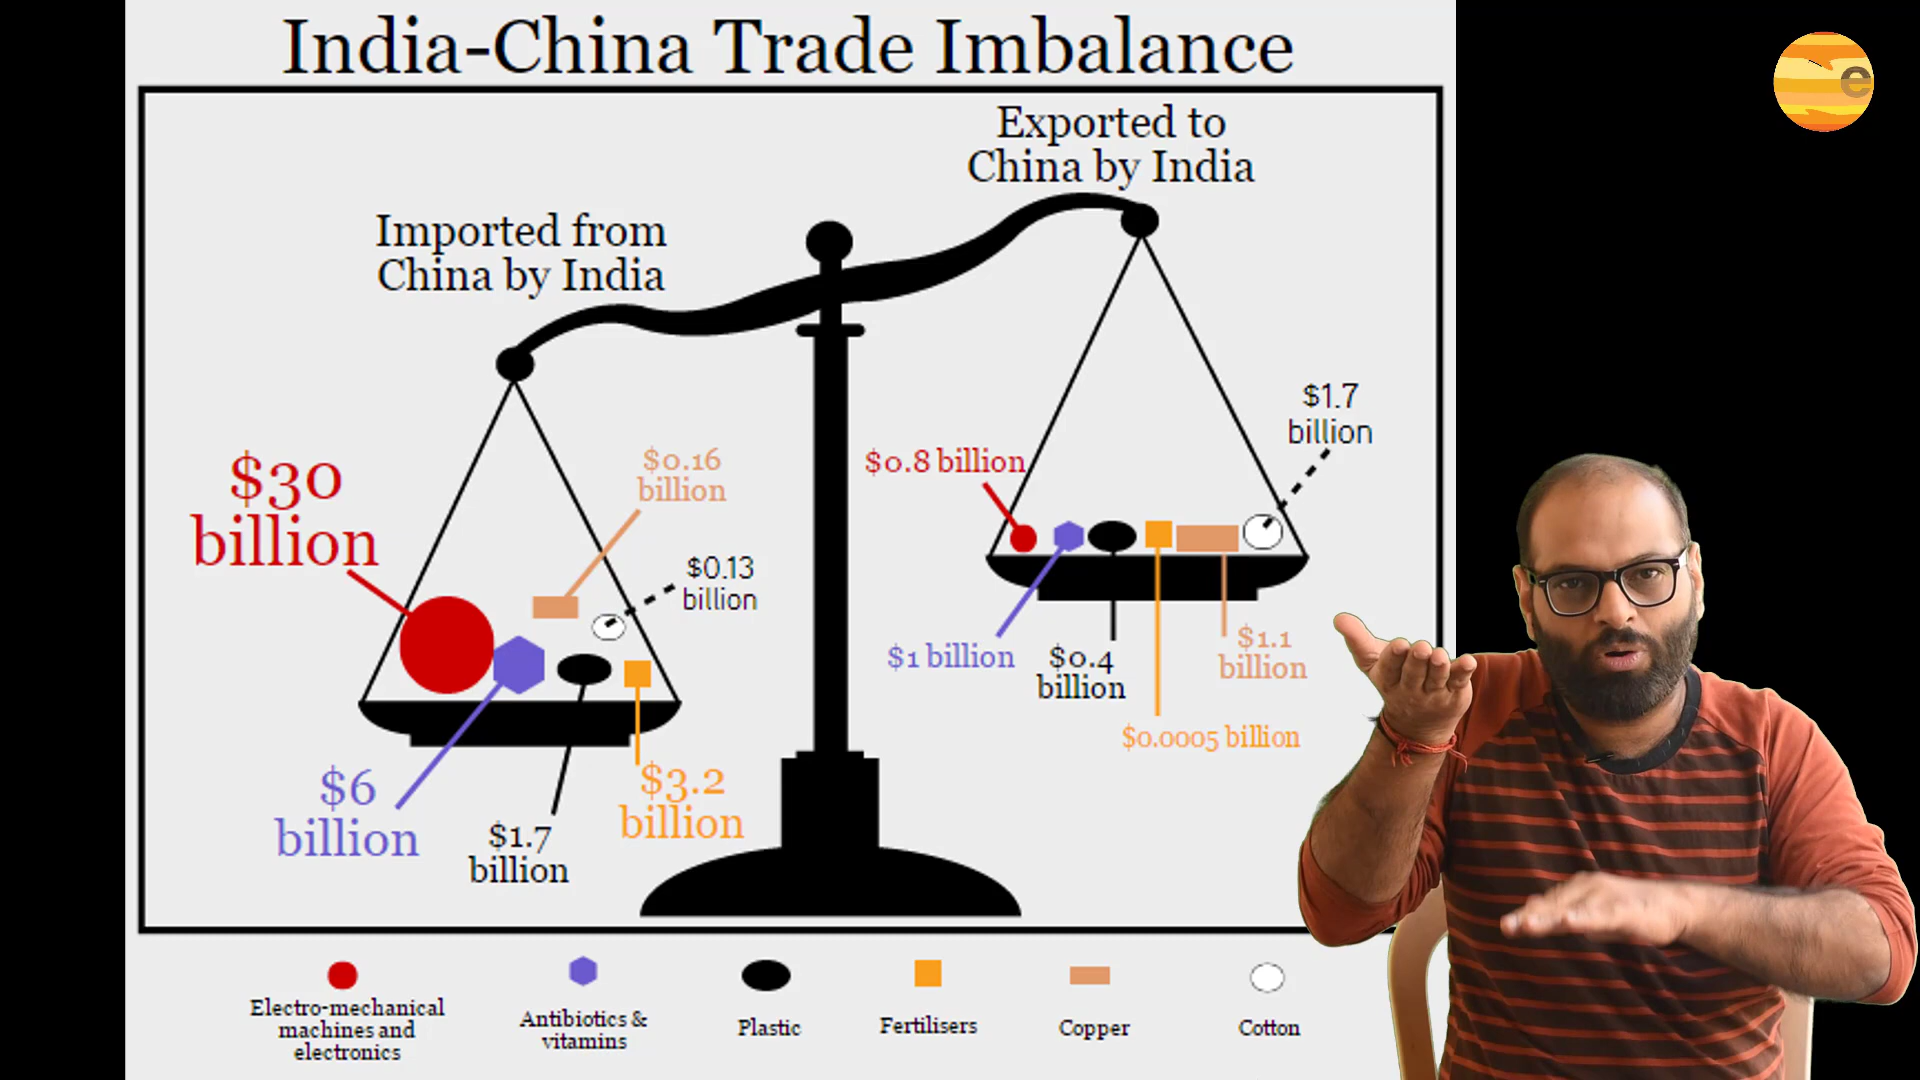 India-China Trade Imbalance
Exported to
China by India
Imported from
China by India
$1.7
billion
$30
billion
$0.16
billion
$0.8 billion
$0.13
billion
$1 billion
$0.4
billion
$1.1
billion
$0.0005 billion
$6
billion
$1.7
billion
$3.2
billion
Electro-mechanical
machines and
electronics
Antibiotics &
vitamins
Plastic
Fertilisers
Copper
Cotton
e